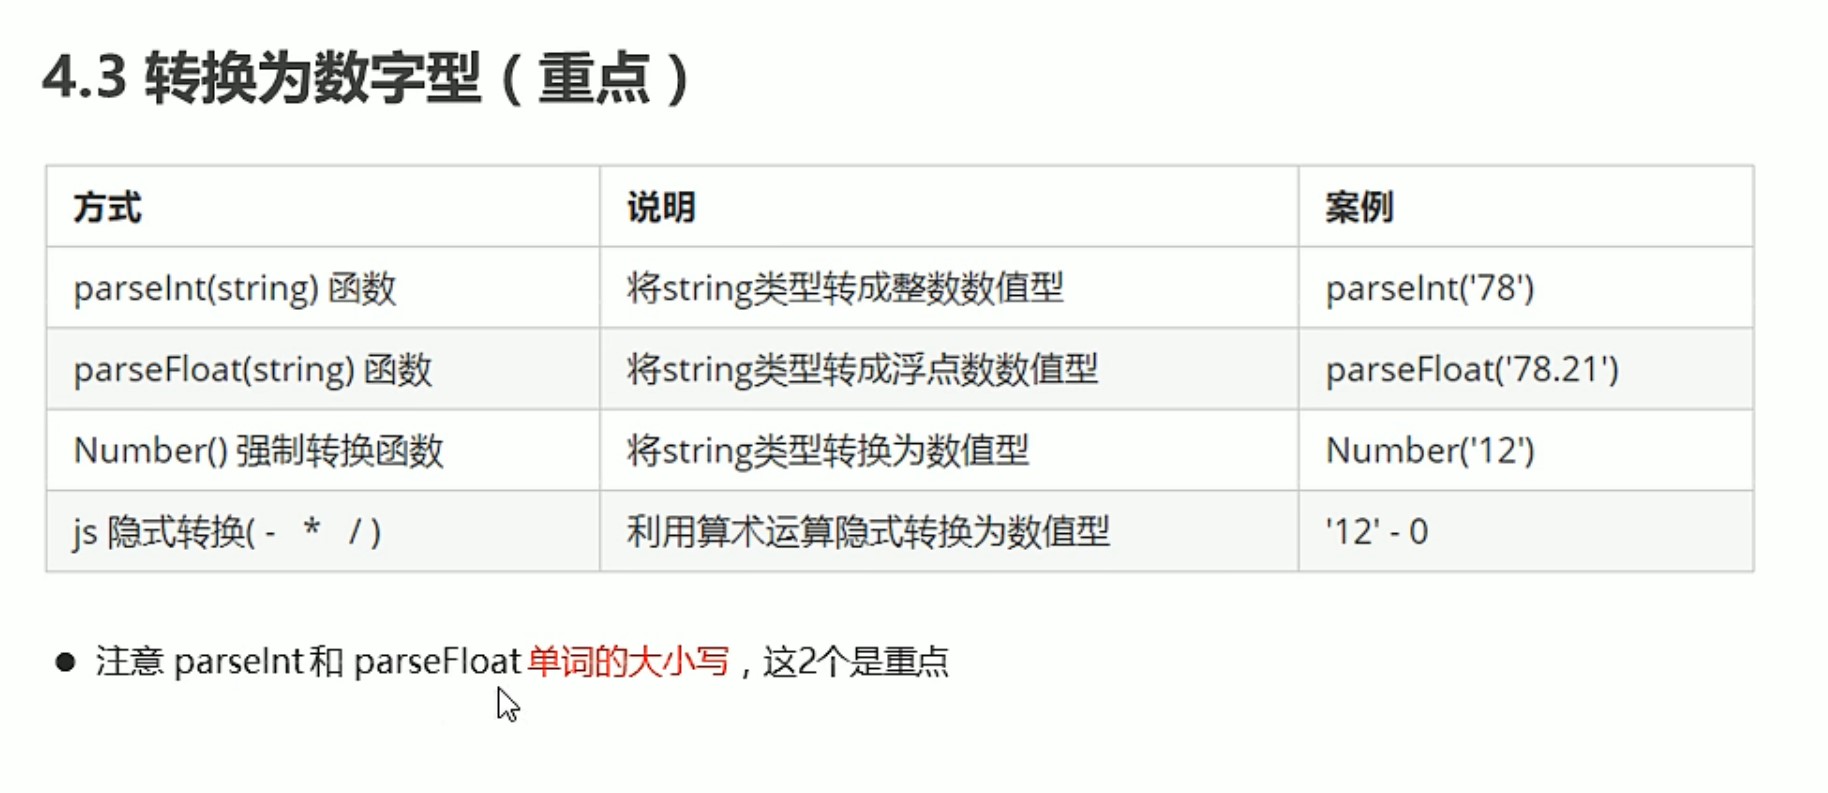 4.3 转换为数字型（重点）
方式 说明 案例
parseInt(string) 函数 将string类型转成整数数值型 parseInt('78')
parseFloat(string) 函数 将string类型转成浮点数数值型 parseFloat('78.21')
Number() 强制转换函数 将string类型转换为数值型 Number('12')
js 隐式转换( - * / ) 利用算术运算隐式转换为数值型 '12' - 0
● 注意 parseInt 和 parseFloat 单词的大小写，这2个是重点